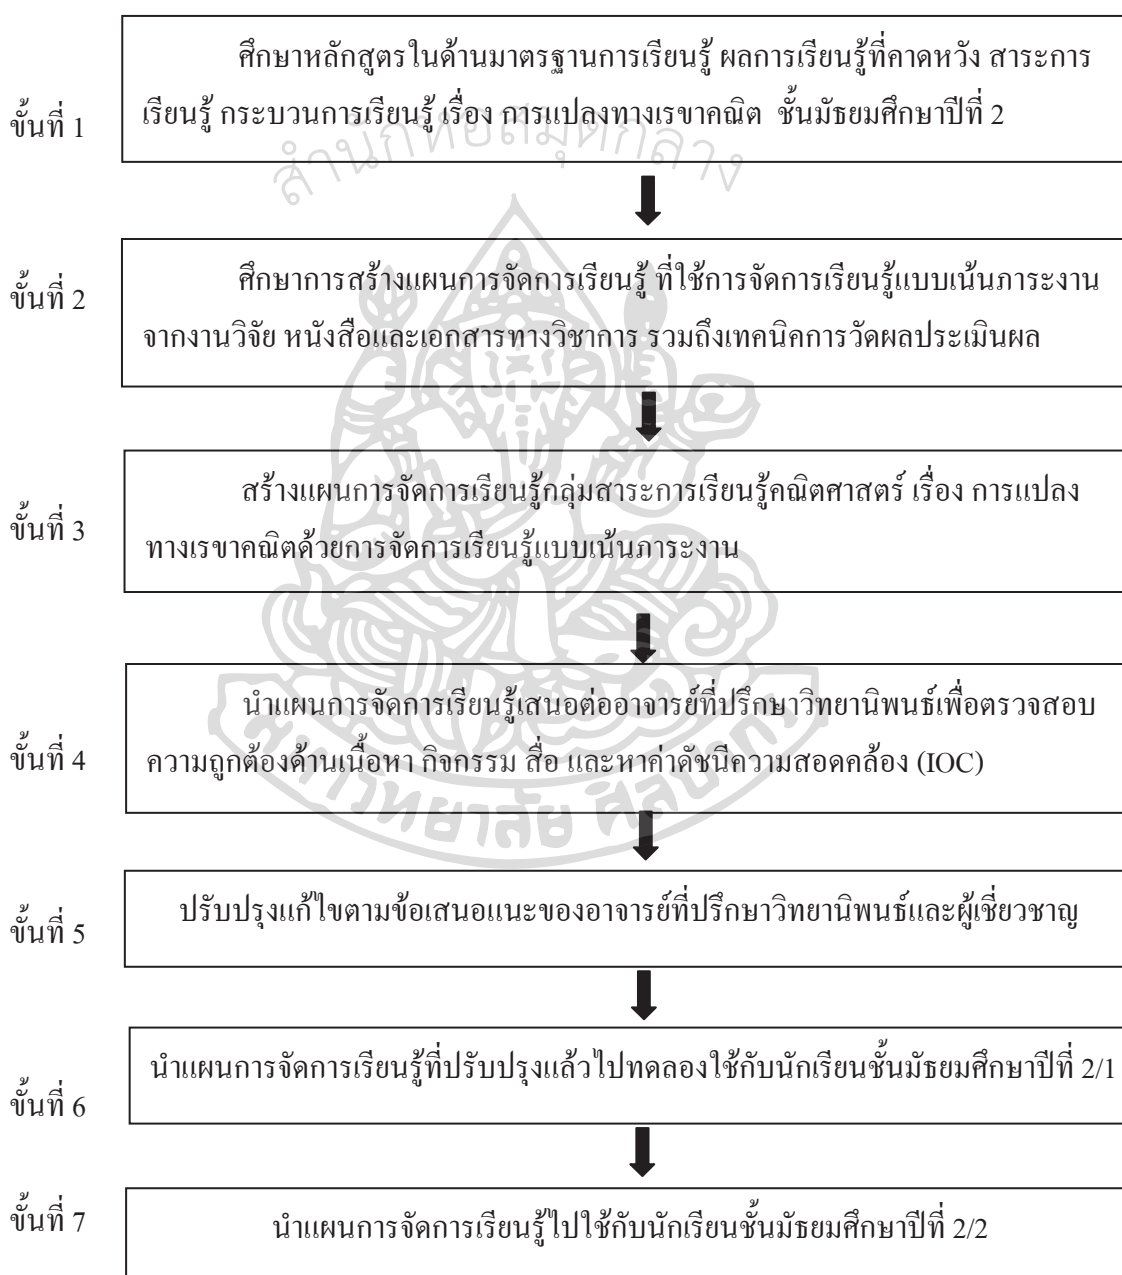 ขั้นที่ 1
ศึกษาหลักสูตรในด้านมาตรฐานการเรียนรู้ ผลการเรียนรู้ที่คาดหวัง สาระการ
เรียนรู้ กระบวนการเรียนรู้ เรื่อง การแปลงทางเรขาคณิต ชั้นมัธยมศึกษาปีที่ 2
สำนักหอสมุดกลาง
ขั้นที่ 2
ศึกษาการสร้างแผนการจัดการเรียนรู้ ที่ใช้การจัดการเรียนรู้แบบเน้นภาระงาน
จากงานวิจัย หนังสือและเอกสารทางวิชาการ รวมถึงเทคนิคการวัดผลประเมินผล
ขั้นที่ 3
สร้างแผนการจัดการเรียนรู้กลุ่มสาระการเรียนรู้คณิตศาสตร์ เรื่อง การแปลง
ทางเรขาคณิตด้วยการจัดการเรียนรู้แบบเน้นภาระงาน
ขั้นที่ 4
นำแผนการจัดการเรียนรู้เสนอต่ออาจารย์ที่ปรึกษาวิทยานิพนธ์เพื่อตรวจสอบ
ความถูกต้องด้านเนื้อหา กิจกรรม สื่อ และหาค่าดัชนีความสอดคล้อง (IOC)
มหาวิทยาลัย ศิลปากร
ขั้นที่ 5
ปรับปรุงแก้ไขตามข้อเสนอแนะของอาจารย์ที่ปรึกษาวิทยานิพนธ์และผู้เชี่ยวชาญ
ขั้นที่ 6
นำแผนการจัดการเรียนรู้ที่ปรับปรุงแล้วไปทดลองใช้กับนักเรียนชั้นมัธยมศึกษาปีที่ 2/1
ขั้นที่ 7
นำแผนการจัดการเรียนรู้ไปใช้กับนักเรียนชั้นมัธยมศึกษาปีที่ 2/2